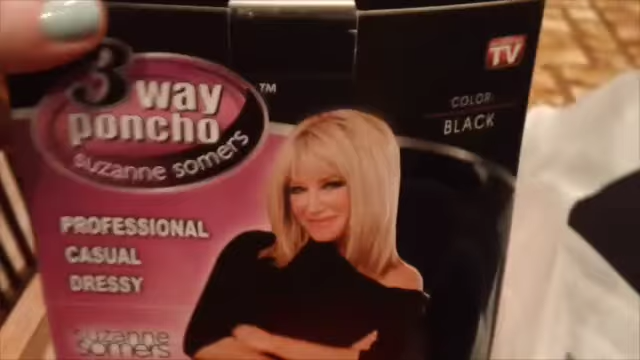 3 way
poncho
suzanne somers
™
TV
COLOR:
BLACK
PROFESSIONAL
CASUAL
DRESSY
suzanne
somers